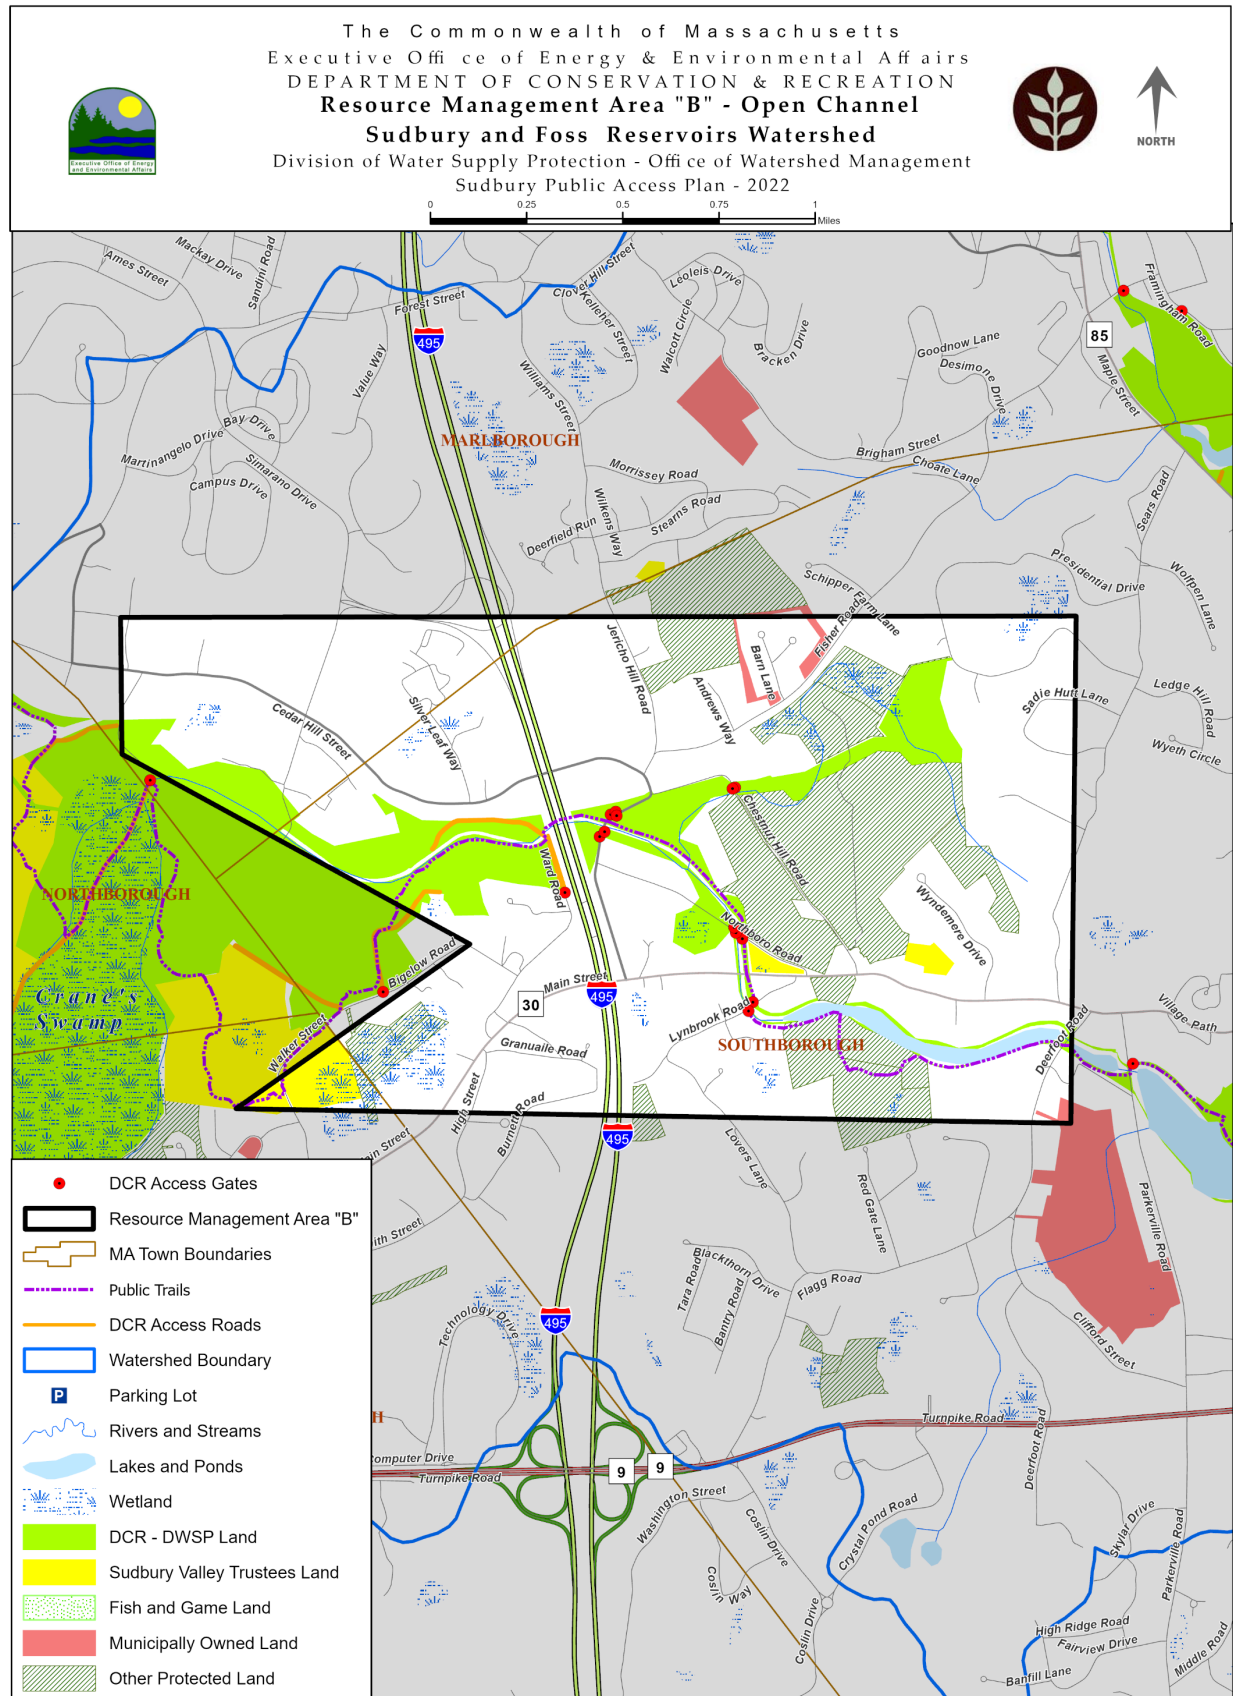 The Commonwealth of Massachusetts
Executive Office of Energy & Environmental Affairs
DEPARTMENT OF CONSERVATION & RECREATION
Resource Management Area "B" - Open Channel
Sudbury and Foss Reservoirs Watershed
Division of Water Supply Protection - Office of Watershed Management
Sudbury Public Access Plan - 2022
Executive Office of Energy
and Environmental Affairs
NORTH
0 0.25 0.5 0.75 1
Miles
Ames Street
Mackay Drive
Sandini Road
Forest Street
Clover Hill Street
Kelleher Street
Leoleis Drive
Walcott Circle
Bracken Drive
Framingham Road
85
Maple Street
495
Value Way
Williams Street
Goodnow Lane
Desimone Drive
Bay Drive
Martinangelo Drive
Simarano Drive
Campus Drive
MARLBOROUGH
Brigham Street
Choate Lane
Morrissey Road
Wilkens Way
Stearns Road
Deerfield Run
Sears Road
Presidential Drive
Wolfpen Lane
Schipper Farm Lane
Fisher Road
Jericho Hill Road
Barn Lane
Andrews Way
Sadie Hutt Lane
Ledge Hill Road
Wyeth Circle
Cedar Hill Street
Silver Leaf Way
Chestnut Hill Road
Ward Road
NORTHBOROUGH
Wyndemere Drive
Northboro Road
Bigelow Road
Main Street
495
30
Crane's
Swamp
Walker Street
Lynbrook Road
SOUTHBOROUGH
Deerfoot Road
Village Path
Granuaile Road
High Street
Burnett Road
495
ain Street
Lovers Lane
Red Gate Lane
Parkerville Road
ith Street
Blackthorn Drive
Tara Road
Bantry Road
Flagg Road
Technology Drive
495
Clifford Street
H
omputer Drive
Turnpike Road
9
9
Turnpike Road
Deerfoot Road
Washington Street
Coslin Drive
Crystal Pond Road
Coslin Way
Coslin Drive
Skylar Drive
Parkerville Road
High Ridge Road
Fairview Drive
Banfill Lane
Middle Road
DCR Access Gates
Resource Management Area "B"
MA Town Boundaries
Public Trails
DCR Access Roads
Watershed Boundary
P
Parking Lot
Rivers and Streams
Lakes and Ponds
Wetland
DCR - DWSP Land
Sudbury Valley Trustees Land
Fish and Game Land
Municipally Owned Land
Other Protected Land